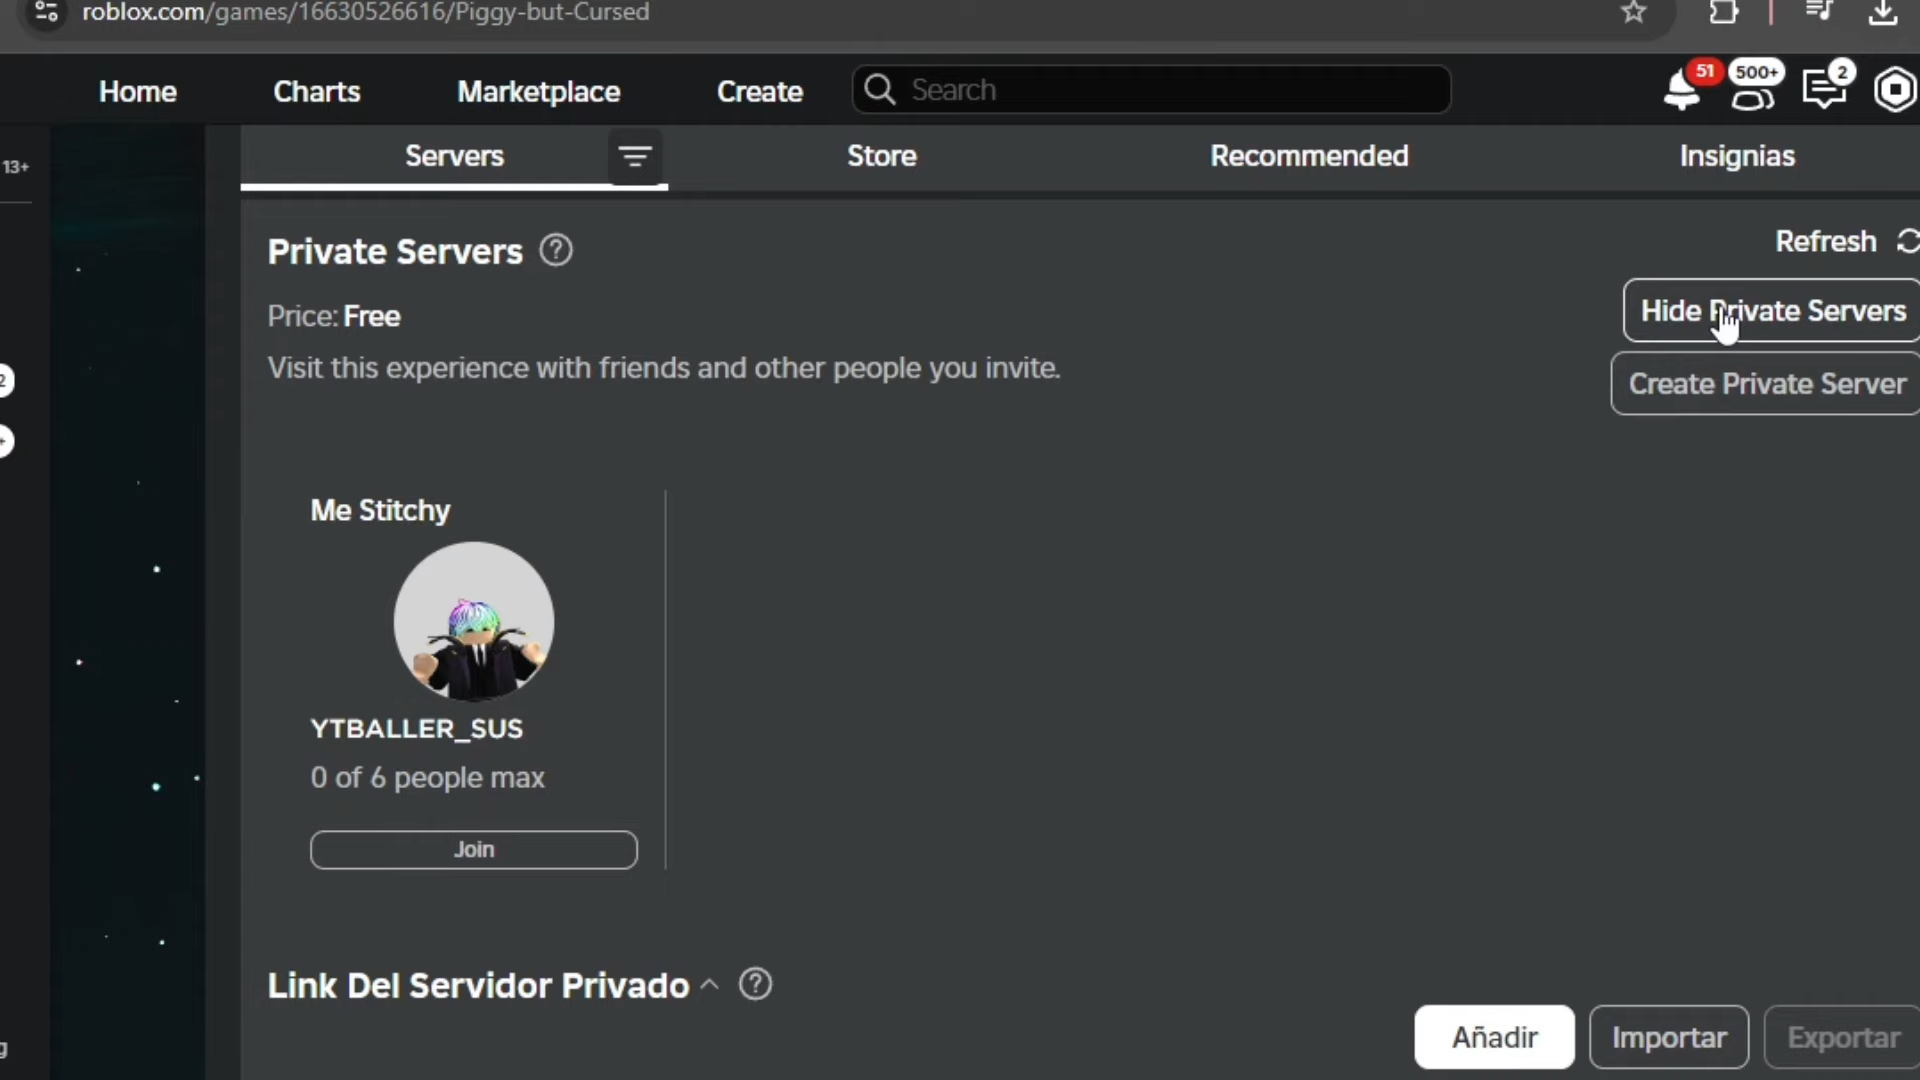 roblox.com/games/16630526616/Piggy-but-Cursed
Home
Charts
Marketplace
Create
Search
51
500+
2
13+
Servers
Store
Recommended
Insignias
Private Servers
Refresh
Price: Free
Hide Private Servers
Visit this experience with friends and other people you invite.
Create Private Server
2
+
Me Stitchy
YTBALLER_SUS
0 of 6 people max
Join
Link Del Servidor Privado
Añadir
Importar
Exportar
g